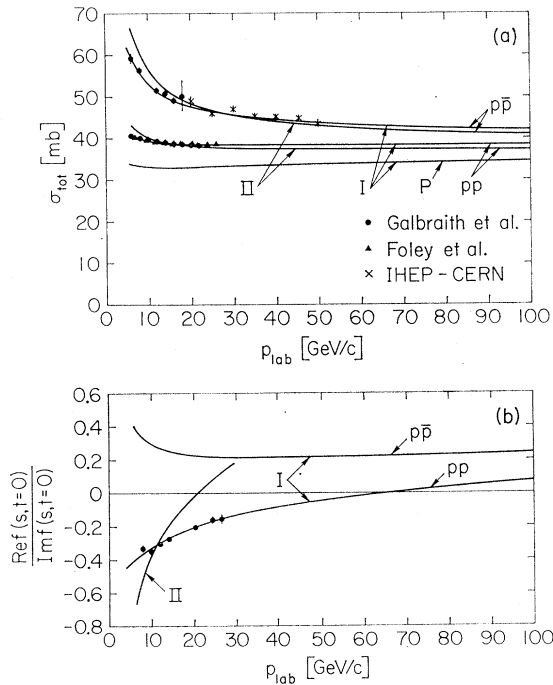 (a)
70
60
50
40
30
20
10
0
σtot [mb]
pp̄
II
I
P
pp
● Galbraith et al.
▲ Foley et al.
× IHEP-CERN
0 10 20 30 40 50 60 70 80 90 100
plab [GeV/c]
(b)
0.6
0.4
0.2
0
-0.2
-0.4
-0.6
-0.8
Ref(s,t=0)
Imf(s,t=0)
pp̄
pp
I
II
0 10 20 30 40 50 60 70 80 90 100
plab [GeV/c]